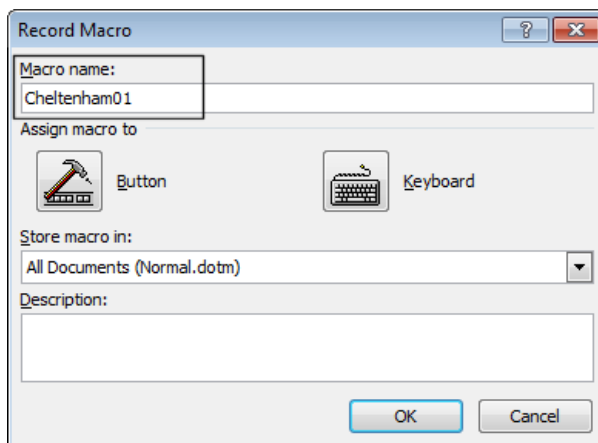 Record Macro
Macro name:
Cheltenham01
Assign macro to
Button
Keyboard
Store macro in:
All Documents (Normal.dotm)
Description:
OK
Cancel